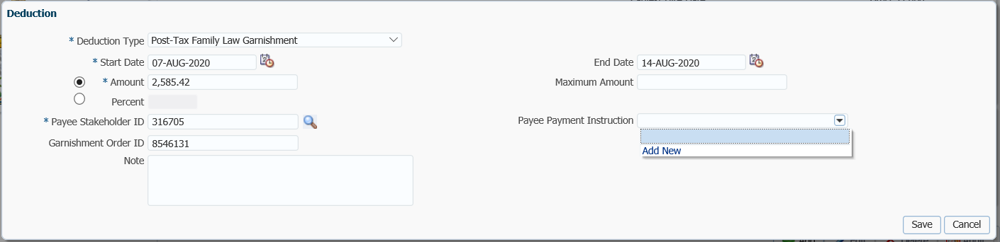 Deduction
* Deduction Type Post-Tax Family Law Garnishment
* Start Date 07-AUG-2020 End Date 14-AUG-2020
* Amount 2,585.42 Maximum Amount
Percent
* Payee Stakeholder ID 316705 Payee Payment Instruction
Garnishment Order ID 8546131 Add New
Note
Save Cancel